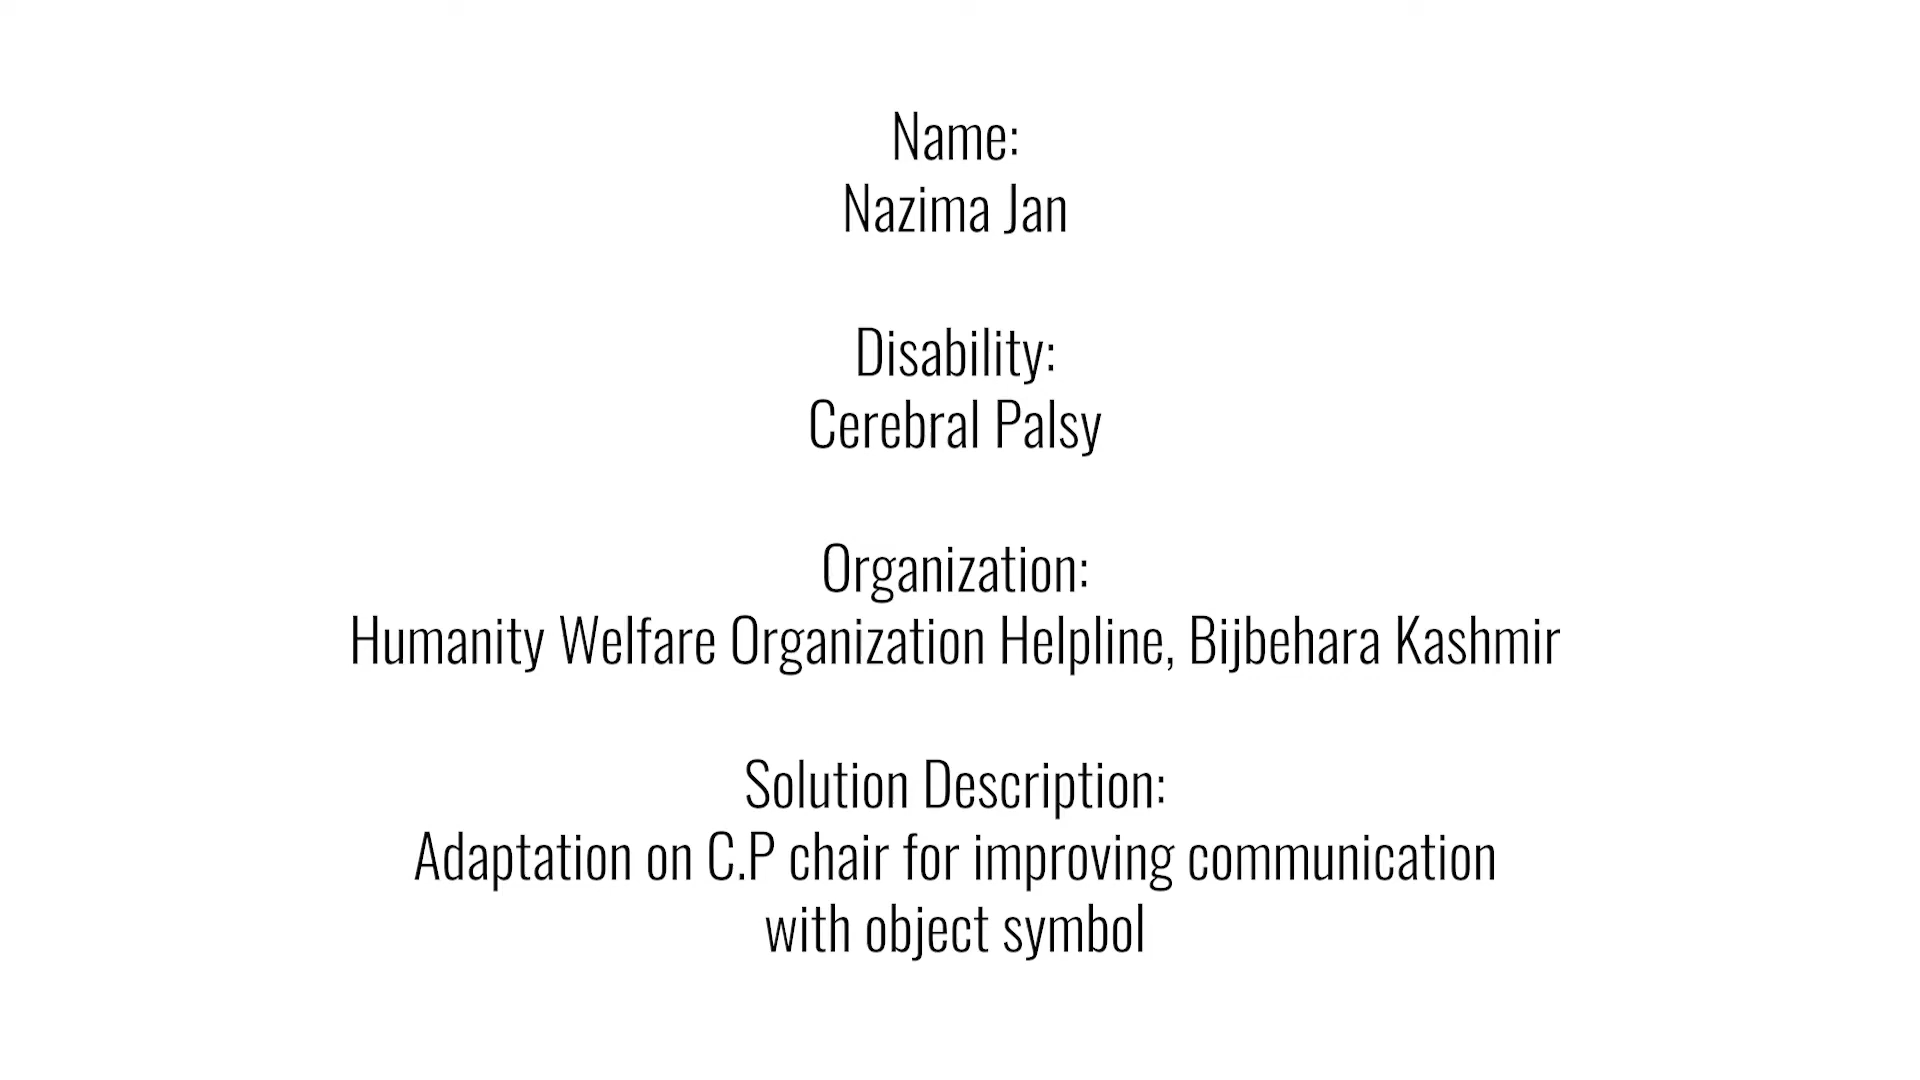 Name:
Nazima Jan
Disability:
Cerebral Palsy
Organization:
Humanity Welfare Organization Helpline, Bijbehara Kashmir
Solution Description:
Adaptation on C.P chair for improving communication
with object symbol